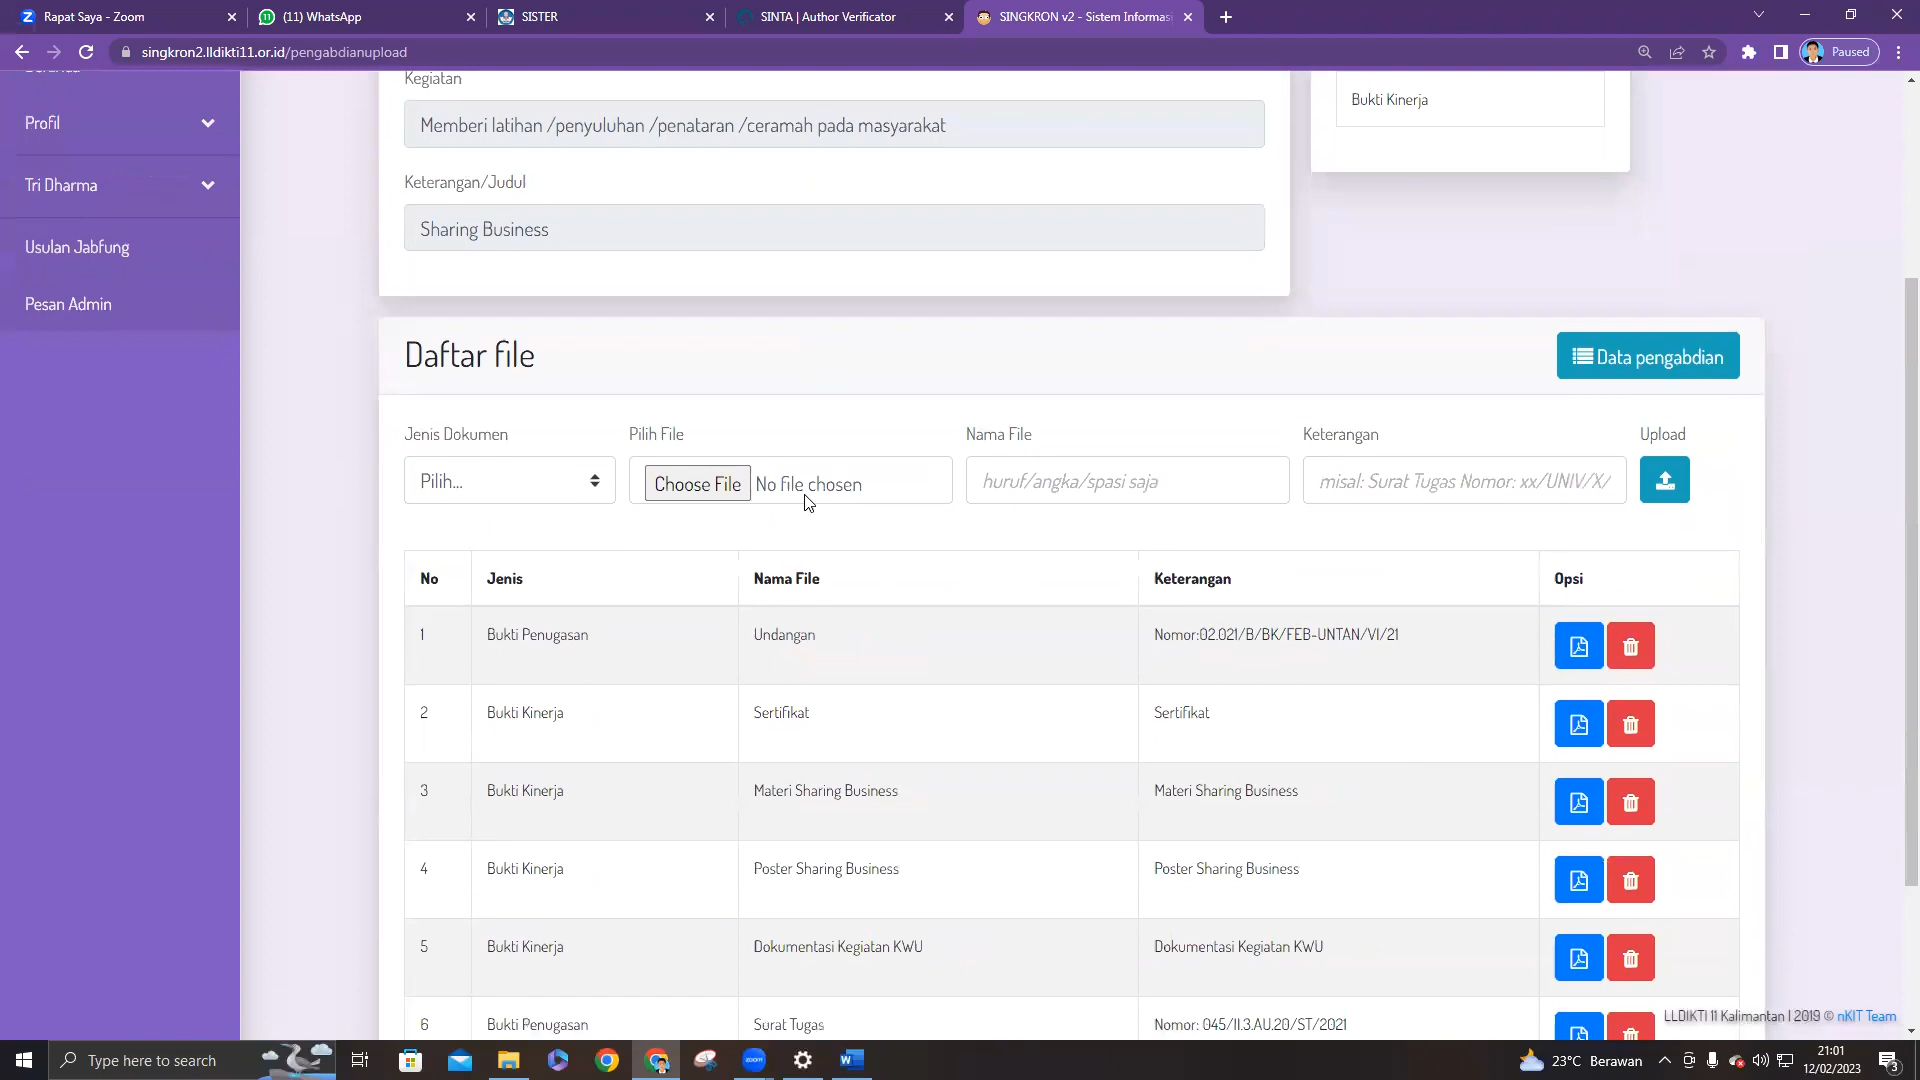 Rapat Saya - Zoom
(11) WhatsApp
SISTER
SINTA | Author Verificator
SINGKRON v2 - Sistem Informasi
singkron2.lldikti11.or.id/pengabdianupload
Paused
Profil
Tri Dharma
Usulan Jabfung
Pesan Admin
Kegiatan
Memberi latihan /penyuluhan /penataran /ceramah pada masyarakat
Keterangan/Judul
Sharing Business
Bukti Kinerja
Daftar file
Data pengabdian
Jenis Dokumen
Pilih File
Nama File
Keterangan
Upload
Pilih...
Choose File No file chosen
huruf/angka/spasi saja
misal: Surat Tugas Nomor: xx/UNIV/X/
No Jenis Nama File Keterangan Opsi
1 Bukti Penugasan Undangan Nomor:02.021/B/BK/FEB-UNTAN/VI/21
2 Bukti Kinerja Sertifikat Sertifikat
3 Bukti Kinerja Materi Sharing Business Materi Sharing Business
4 Bukti Kinerja Poster Sharing Business Poster Sharing Business
5 Bukti Kinerja Dokumentasi Kegiatan KWU Dokumentasi Kegiatan KWU
6 Bukti Penugasan Surat Tugas Nomor: 045/II.3.AU.20/ST/2021
LLDIKTI 11 Kalimantan | 2019 © nKIT Team
Type here to search
23°C Berawan
21:01
12/02/2023
3